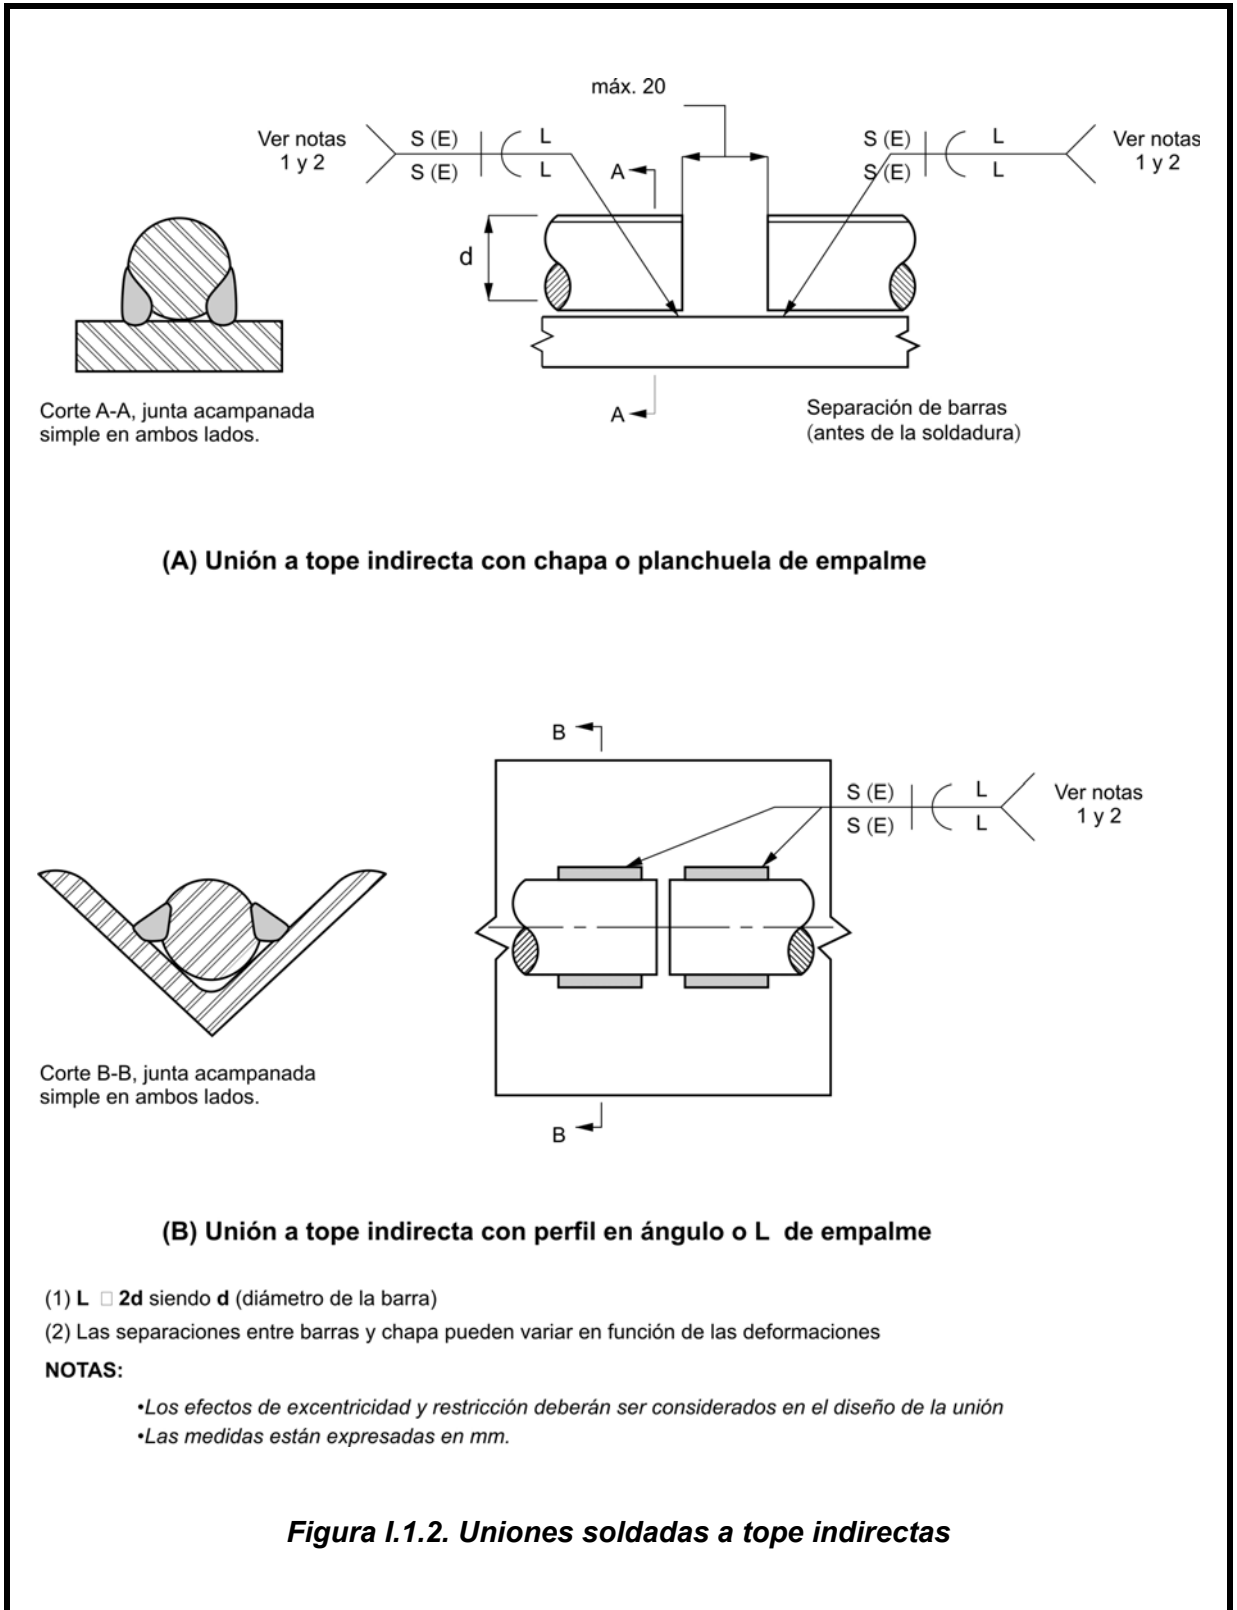 máx. 20
Ver notas
1 y 2
S (E)
L
S (E)
L
S (E)
L
S (E)
L
Ver notas
1 y 2
A
d
A
Corte A-A, junta acampanada
simple en ambos lados.
Separación de barras
(antes de la soldadura)
(A) Unión a tope indirecta con chapa o planchuela de empalme
B
S (E)
L
S (E)
L
Ver notas
1 y 2
Corte B-B, junta acampanada
simple en ambos lados.
B
(B) Unión a tope indirecta con perfil en ángulo o L de empalme
(1) L □ 2d siendo d (diámetro de la barra)
(2) Las separaciones entre barras y chapa pueden variar en función de las deformaciones
NOTAS:
•Los efectos de excentricidad y restricción deberán ser considerados en el diseño de la unión
•Las medidas están expresadas en mm.
Figura I.1.2. Uniones soldadas a tope indirectas